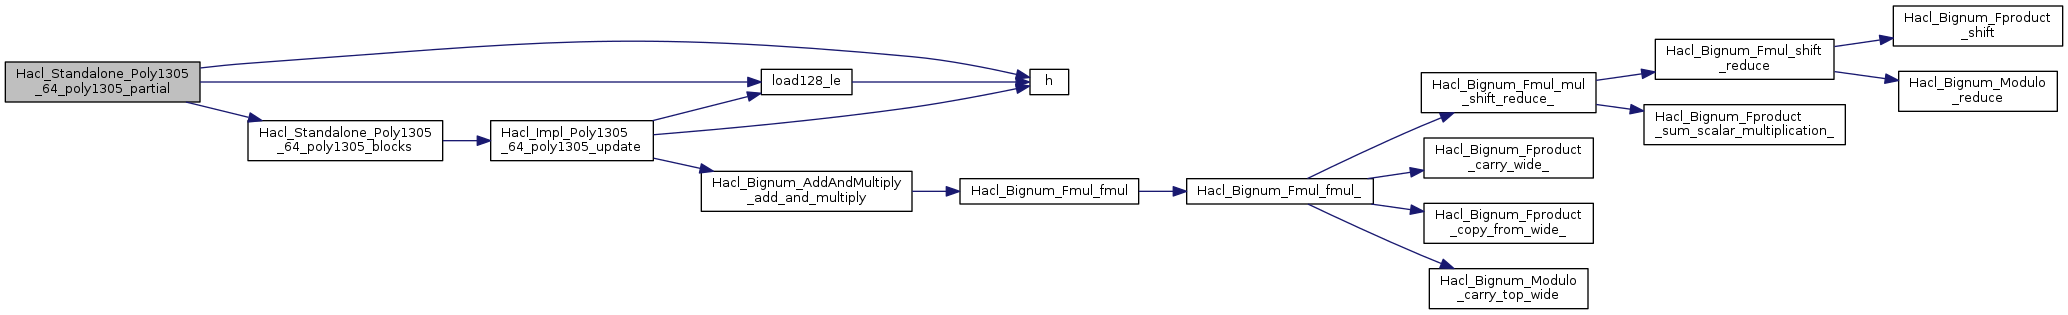 Hacl_Standalone_Poly1305
_64_poly1305_partial
Hacl_Standalone_Poly1305
_64_poly1305_blocks
Hacl_Impl_Poly1305
_64_poly1305_update
load128_le
Hacl_Bignum_AddAndMultiply
_add_and_multiply
h
Hacl_Bignum_Fmul_fmul
Hacl_Bignum_Fmul_fmul_
Hacl_Bignum_Fmul_mul
_shift_reduce_
Hacl_Bignum_Fproduct
_carry_wide_
Hacl_Bignum_Fproduct
_copy_from_wide_
Hacl_Bignum_Modulo
_carry_top_wide
Hacl_Bignum_Fmul_shift
_reduce
Hacl_Bignum_Fproduct
_sum_scalar_multiplication_
Hacl_Bignum_Fproduct
_shift
Hacl_Bignum_Modulo
_reduce